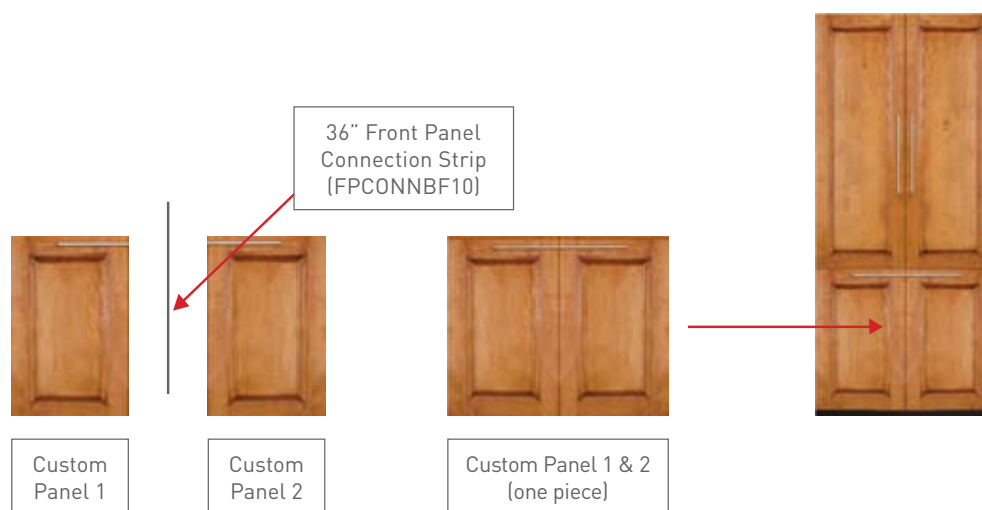 36” Front Panel
Connection Strip
(FPCONNBF10)
Custom
Panel 1
Custom
Panel 2
Custom Panel 1 & 2
(one piece)